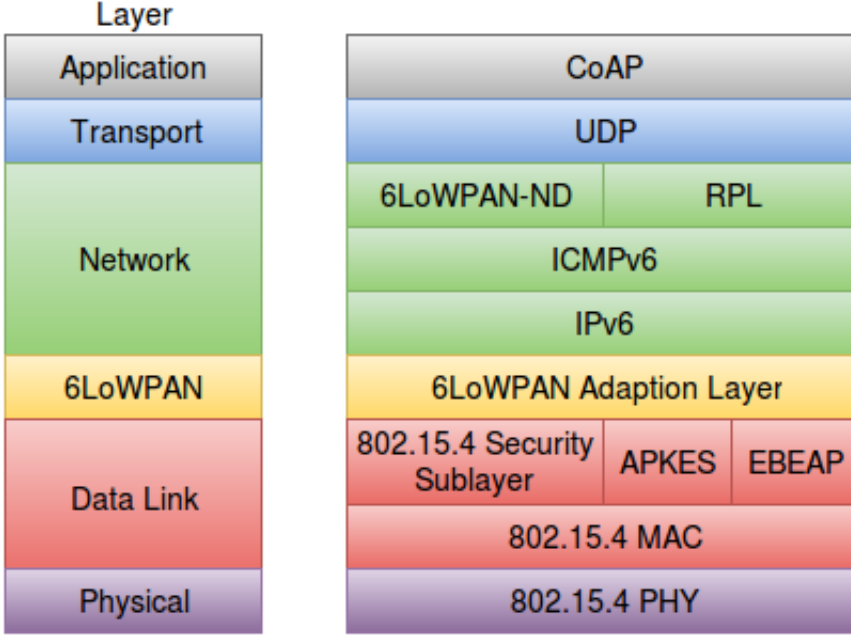 Layer
Application
CoAP
Transport
UDP
Network
6LoWPAN-ND
RPL
ICMPv6
IPv6
6LoWPAN
6LoWPAN Adaption Layer
Data Link
802.15.4 Security
Sublayer
APKES
EBEAP
802.15.4 MAC
Physical
802.15.4 PHY